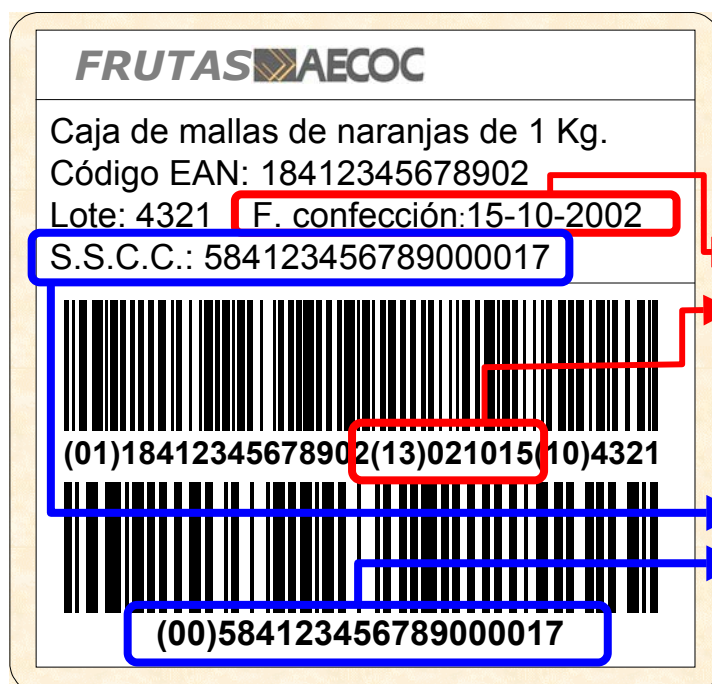 FRUTAS AECOC
Caja de mallas de naranjas de 1 Kg.
Código EAN: 18412345678902
Lote: 4321 F. confección:15-10-2002
S.S.C.C.: 584123456789000017
(01)18412345678902(13)021015(10)4321
(00)584123456789000017